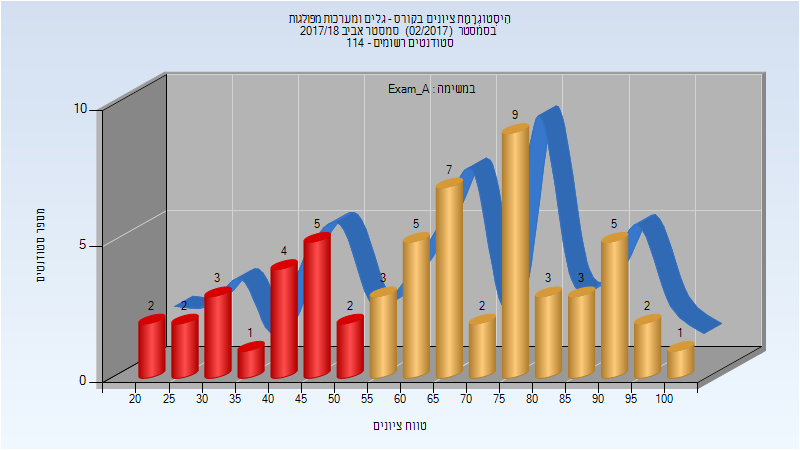 היסטוגרמת ציונים בקורס - גלים ומערכות מפולגות
בסמסטר (02/2017) סמסטר אביב 2017/18
סטודנטים רשומים - 114
במשימה : Exam_A
מספר סטודנטים
10
5
0
2
2
3
1
4
5
2
3
5
7
2
9
3
3
5
2
1
20 25 30 35 40 45 50 55 60 65 70 75 80 85 90 95 100
טווח ציונים